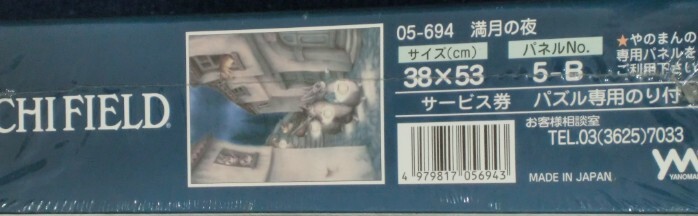 CHI FIELD
05-694 満月の夜
サイズ(cm)
38×53
パネルNo.
5-B
★やのまんの
専用パネルを
ご利用下さい
サービス券
パズル専用のり付
お客様相談室
TEL.03(3625)7033
4 979817 056943
MADE IN JAPAN
YANOMA